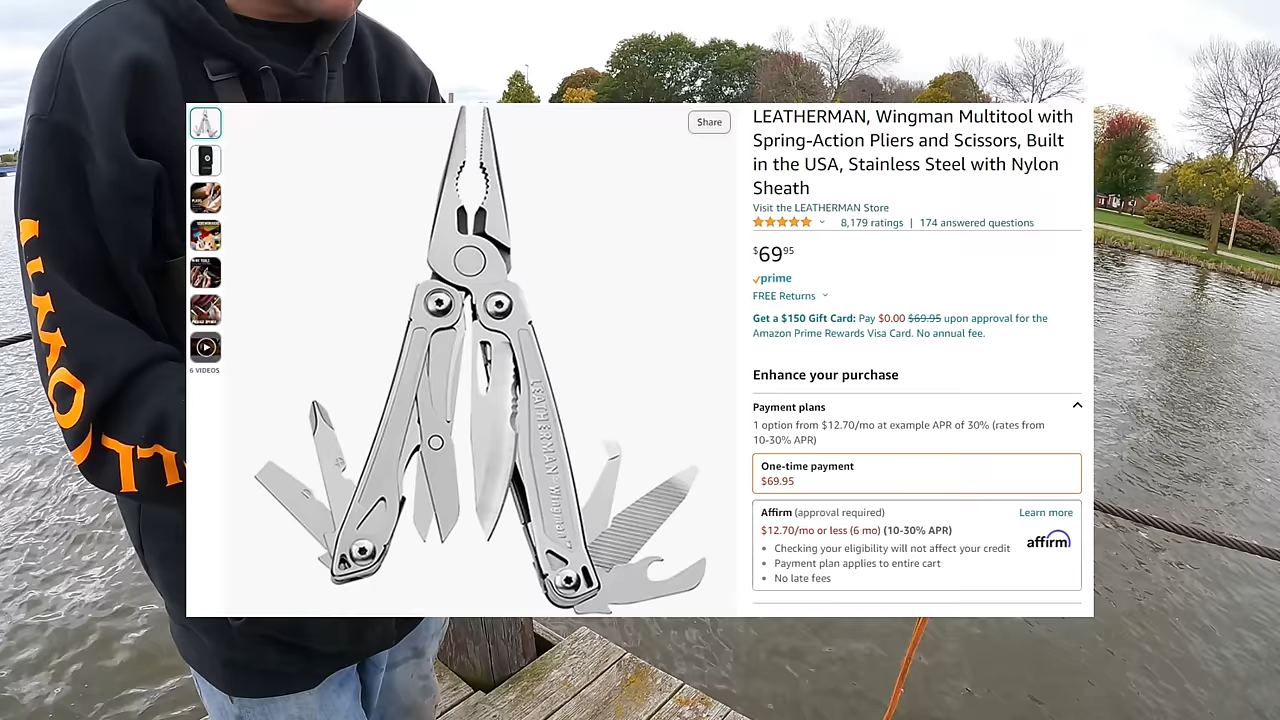 Share
LEATHERMAN, Wingman Multitool with
Spring-Action Pliers and Scissors, Built
in the USA, Stainless Steel with Nylon
Sheath
Visit the LEATHERMAN Store
8,179 ratings | 174 answered questions
$6995
prime
FREE Returns
Get a $150 Gift Card: Pay $0.00 $69.95 upon approval for the
Amazon Prime Rewards Visa Card. No annual fee.
Enhance your purchase
Payment plans
1 option from $12.70/mo at example APR of 30% (rates from
10-30% APR)
One-time payment
$69.95
Affirm (approval required)
Learn more
$12.70/mo or less (6 mo) (10-30% APR)
affirm
• Checking your eligibility will not affect your credit
• Payment plan applies to entire cart
• No late fees
6 VIDEOS
LEATHERMAN Wingman